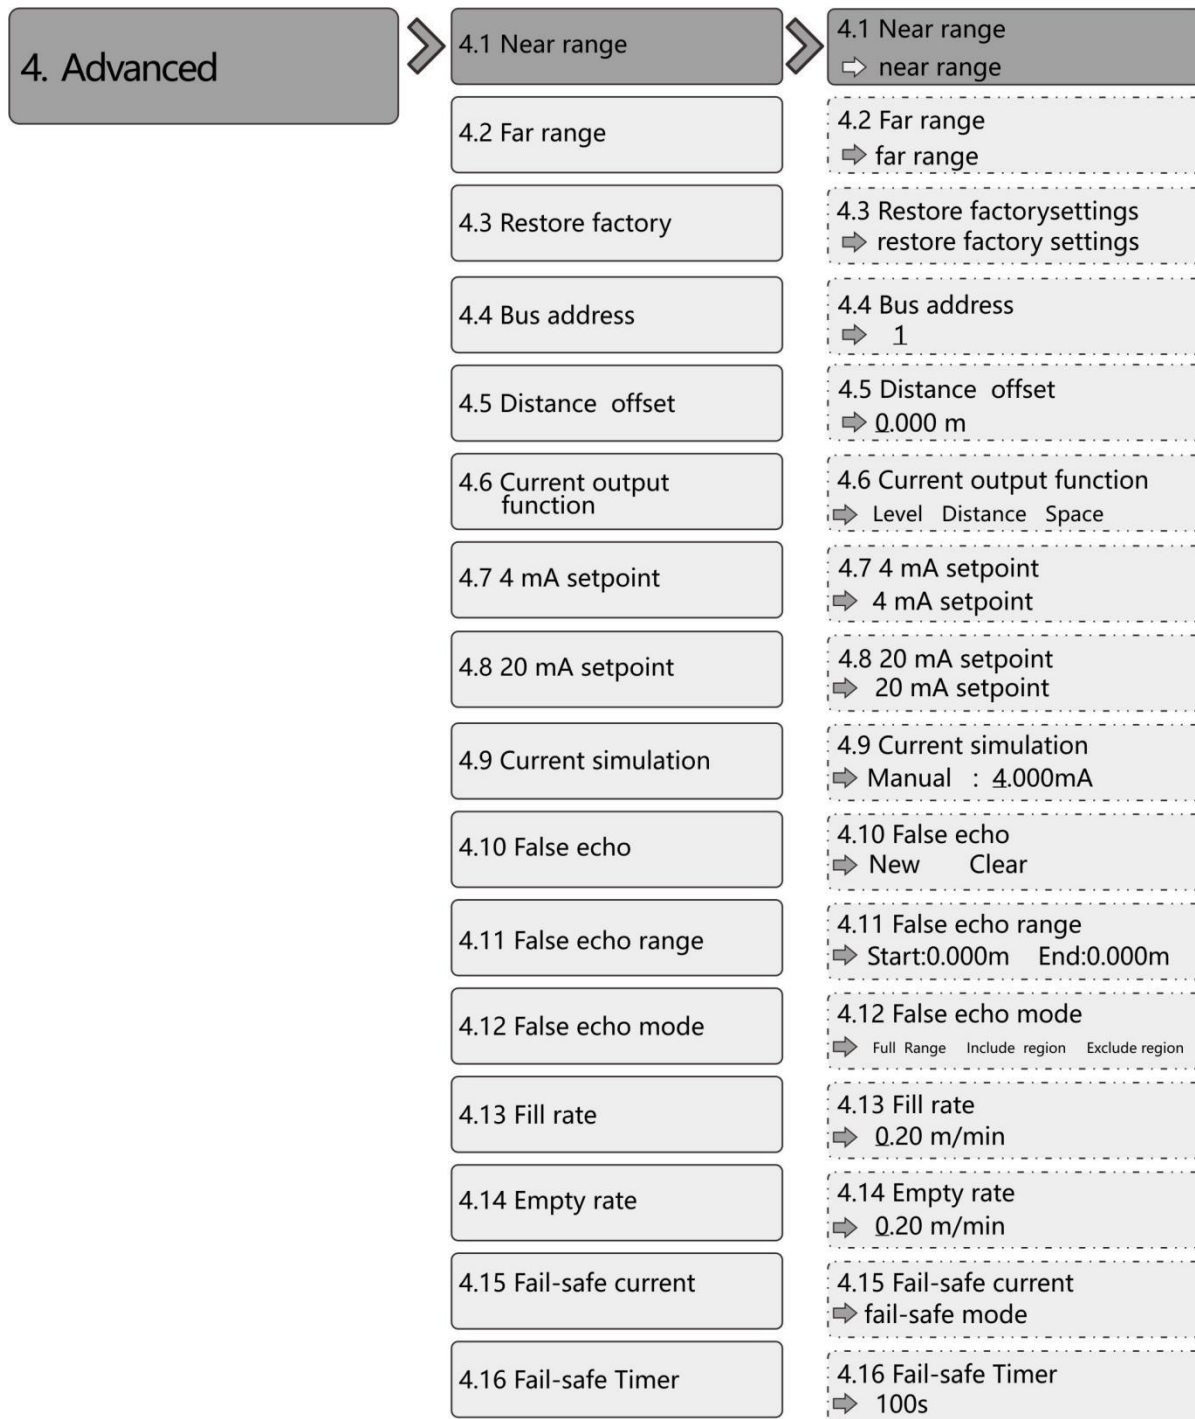 4. Advanced
4.1 Near range
4.1 Near range
near range
4.2 Far range
4.2 Far range
far range
4.3 Restore factory
4.3 Restore factorysettings
restore factory settings
4.4 Bus address
4.4 Bus address
1
4.5 Distance offset
4.5 Distance offset
0.000 m
4.6 Current output
function
4.6 Current output function
Level Distance Space
4.7 4 mA setpoint
4.7 4 mA setpoint
4 mA setpoint
4.8 20 mA setpoint
4.8 20 mA setpoint
20 mA setpoint
4.9 Current simulation
4.9 Current simulation
Manual : 4.000mA
4.10 False echo
4.10 False echo
New Clear
4.11 False echo range
4.11 False echo range
Start:0.000m End:0.000m
4.12 False echo mode
4.12 False echo mode
Full Range Include region Exclude region
4.13 Fill rate
4.13 Fill rate
0.20 m/min
4.14 Empty rate
4.14 Empty rate
0.20 m/min
4.15 Fail-safe current
4.15 Fail-safe current
fail-safe mode
4.16 Fail-safe Timer
4.16 Fail-safe Timer
100s